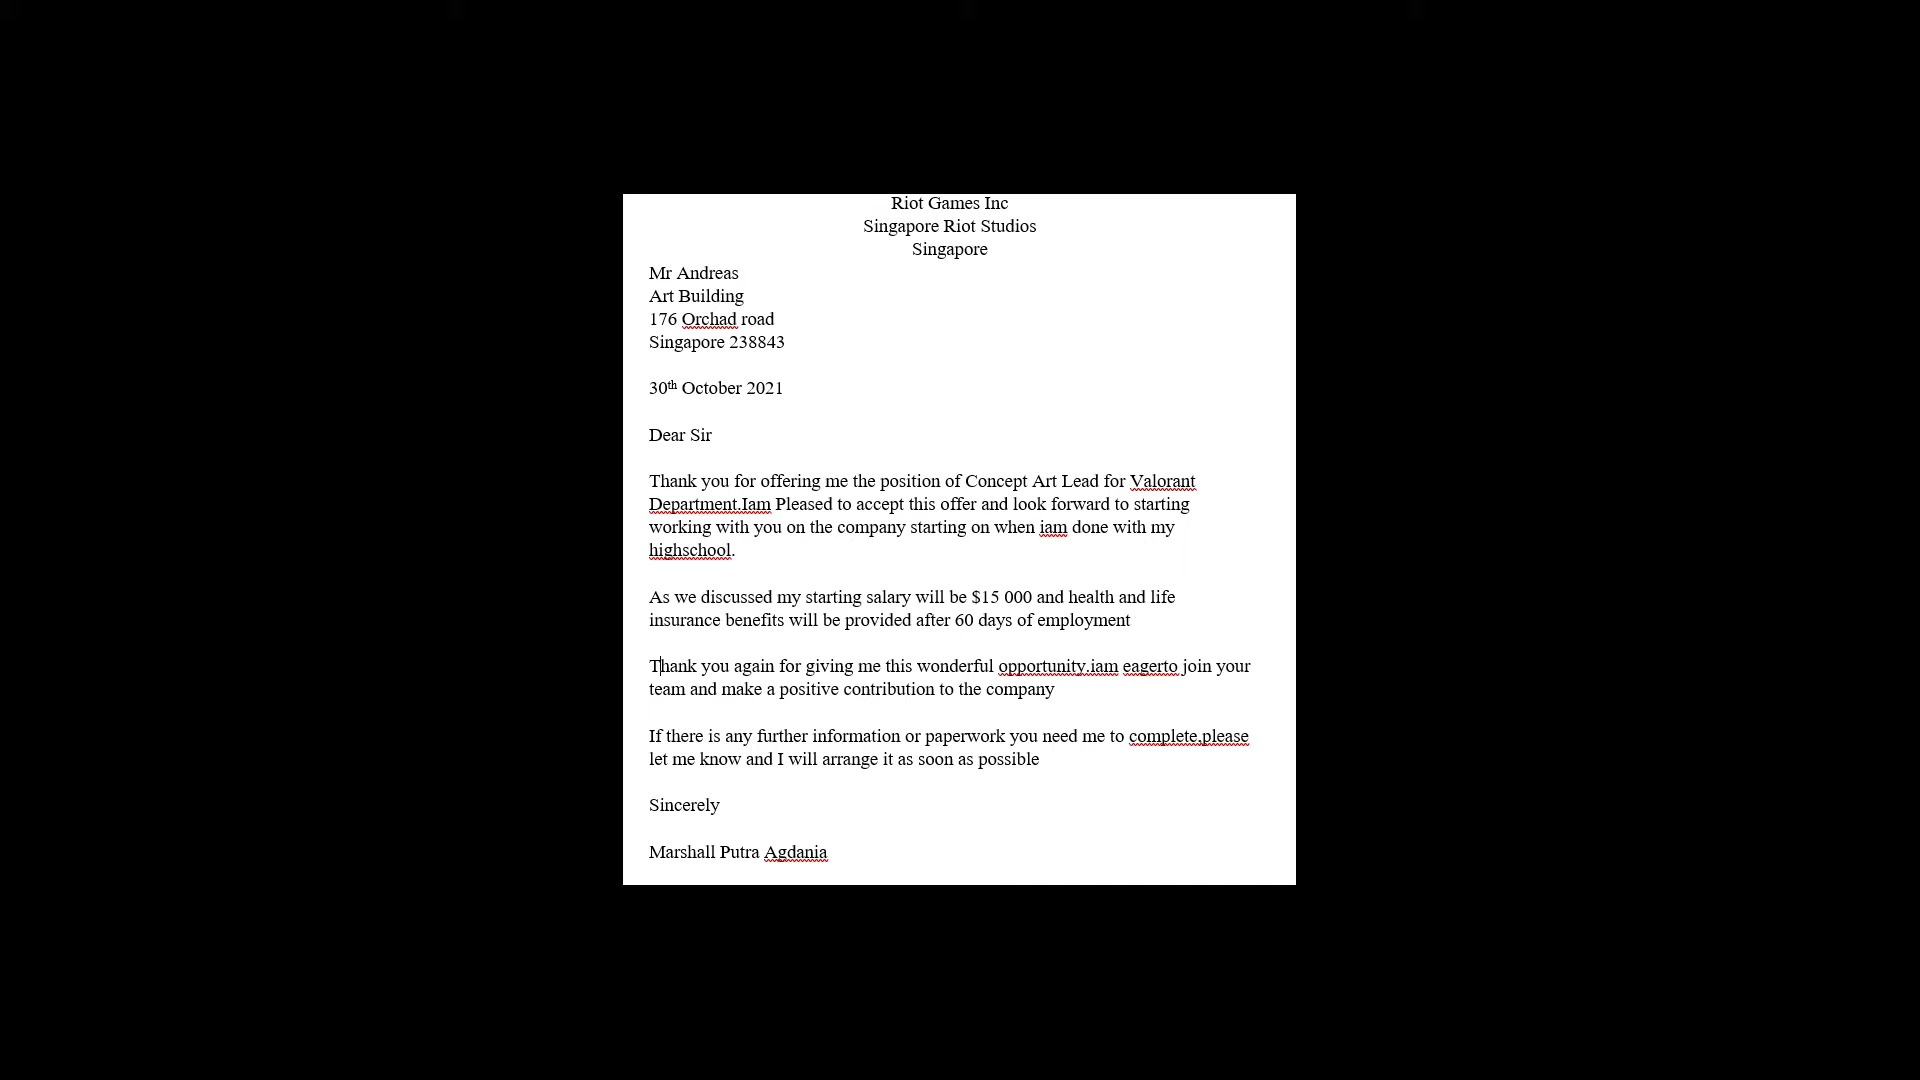 Riot Games Inc
Singapore Riot Studios
Singapore
Mr Andreas
Art Building
176 Orchad road
Singapore 238843
30th October 2021
Dear Sir
Thank you for offering me the position of Concept Art Lead for Valorant
Department.Iam Pleased to accept this offer and look forward to starting
working with you on the company starting on when iam done with my
highschool.
As we discussed my starting salary will be $15 000 and health and life
insurance benefits will be provided after 60 days of employment
Thank you again for giving me this wonderful opportunity.iam eagerto join your
team and make a positive contribution to the company
If there is any further information or paperwork you need me to complete,please
let me know and I will arrange it as soon as possible
Sincerely
Marshall Putra Agdania